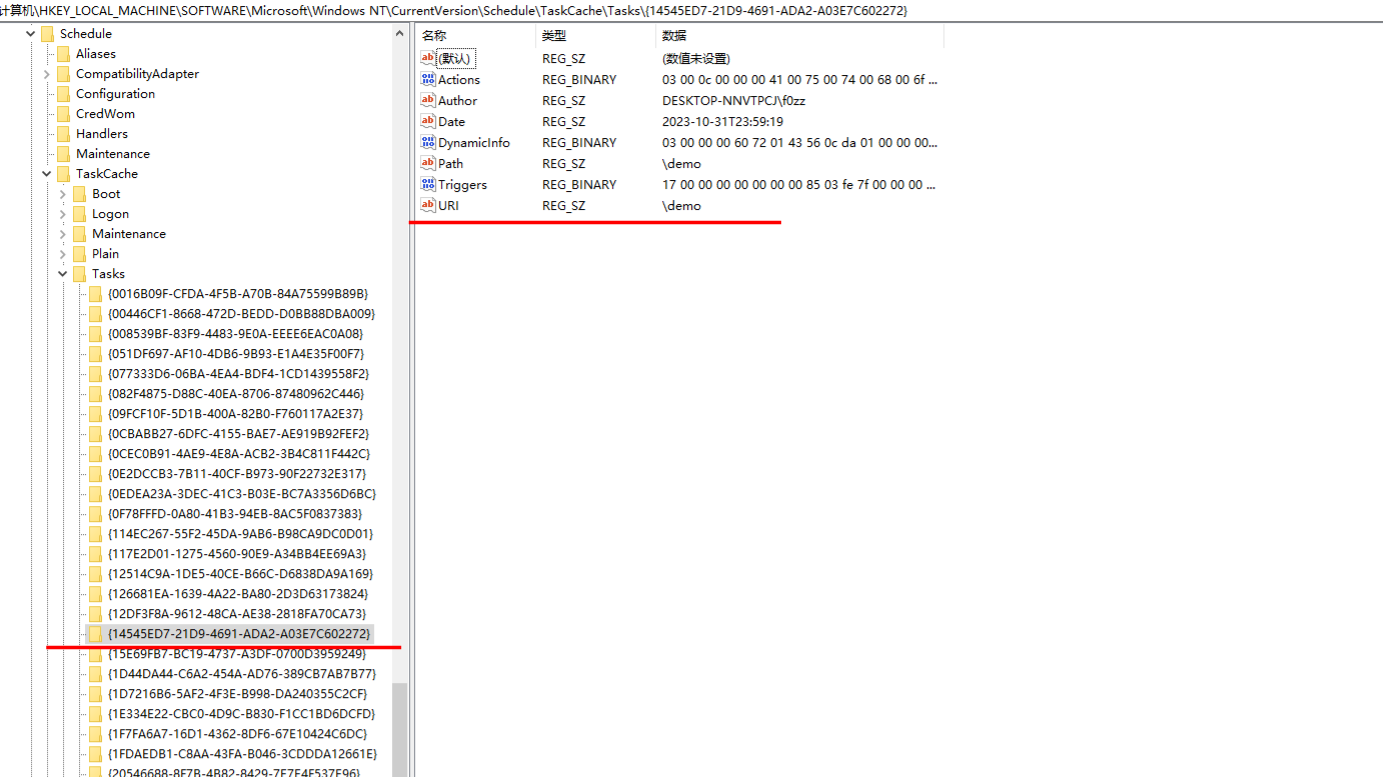 计算机\HKEY_LOCAL_MACHINE\SOFTWARE\Microsoft\Windows NT\CurrentVersion\Schedule\TaskCache\Tasks\{14545ED7-21D9-4691-ADA2-A03E7C602272}
Schedule
Aliases
CompatibilityAdapter
Configuration
CredWom
Handlers
Maintenance
TaskCache
Boot
Logon
Maintenance
Plain
Tasks
{0016B09F-CFDA-4F5B-A70B-84A75599B89B}
{00446CF1-8668-472D-BEDD-D0BB88DBA009}
{008539BF-83F9-4483-9E0A-EEEE6EAC0A08}
{051DF697-AF10-4DB6-9B93-E1A4E35F00F7}
{077333D6-06BA-4EA4-BDF4-1CD1439558F2}
{082F4875-D88C-40EA-8706-87480962C446}
{09FCF10F-5D1B-400A-82B0-F760117A2E37}
{0CBABB27-6DFC-4155-BAE7-AE919B92FEF2}
{0CEC0B91-4AE9-4E8A-ACB2-3B4C811F442C}
{0E2DCCB3-7B11-40CF-B973-90F22732E317}
{0EDEA23A-3DEC-41C3-B03E-BC7A3356D6BC}
{0F78FFFD-0A80-41B3-94EB-8AC5F0837383}
{114EC267-55F2-45DA-9AB6-B98CA9DC0D01}
{117E2D01-1275-4560-90E9-A34BB4EE69A3}
{12514C9A-1DE5-40CE-B66C-D6838DA9A169}
{126681EA-1639-4A22-BA80-2D3D63173824}
{12DF3F8A-9612-48CA-AE38-2818FA70CA73}
{14545ED7-21D9-4691-ADA2-A03E7C602272}
{15E69FB7-BC19-4737-A3DF-0700D3959249}
{1D44DA44-C6A2-454A-AD76-389CB7AB7B77}
{1D7216B6-5AF2-4F3E-B998-DA240355C2CF}
{1E334E22-CBC0-4D9C-B830-F1CC1BD6DCFD}
{1F7FA6A7-16D1-4362-8DF6-67E10424C6DC}
{1FDAEDB1-C8AA-43FA-B046-3CDDDA12661E}
{20546688-8F7B-4B82-8429-7F7F4F537F96}
名称 类型 数据
(默认) REG_SZ (数值未设置)
Actions REG_BINARY 03 00 0c 00 00 00 41 00 75 00 74 00 68 00 6f ...
Author REG_SZ DESKTOP-NNVTPCJ\f0zz
Date REG_SZ 2023-10-31T23:59:19
DynamicInfo REG_BINARY 03 00 00 00 60 72 01 43 56 0c da 01 00 00 00...
Path REG_SZ \demo
Triggers REG_BINARY 17 00 00 00 00 00 00 00 85 03 fe 7f 00 00 00 ...
URI REG_SZ \demo